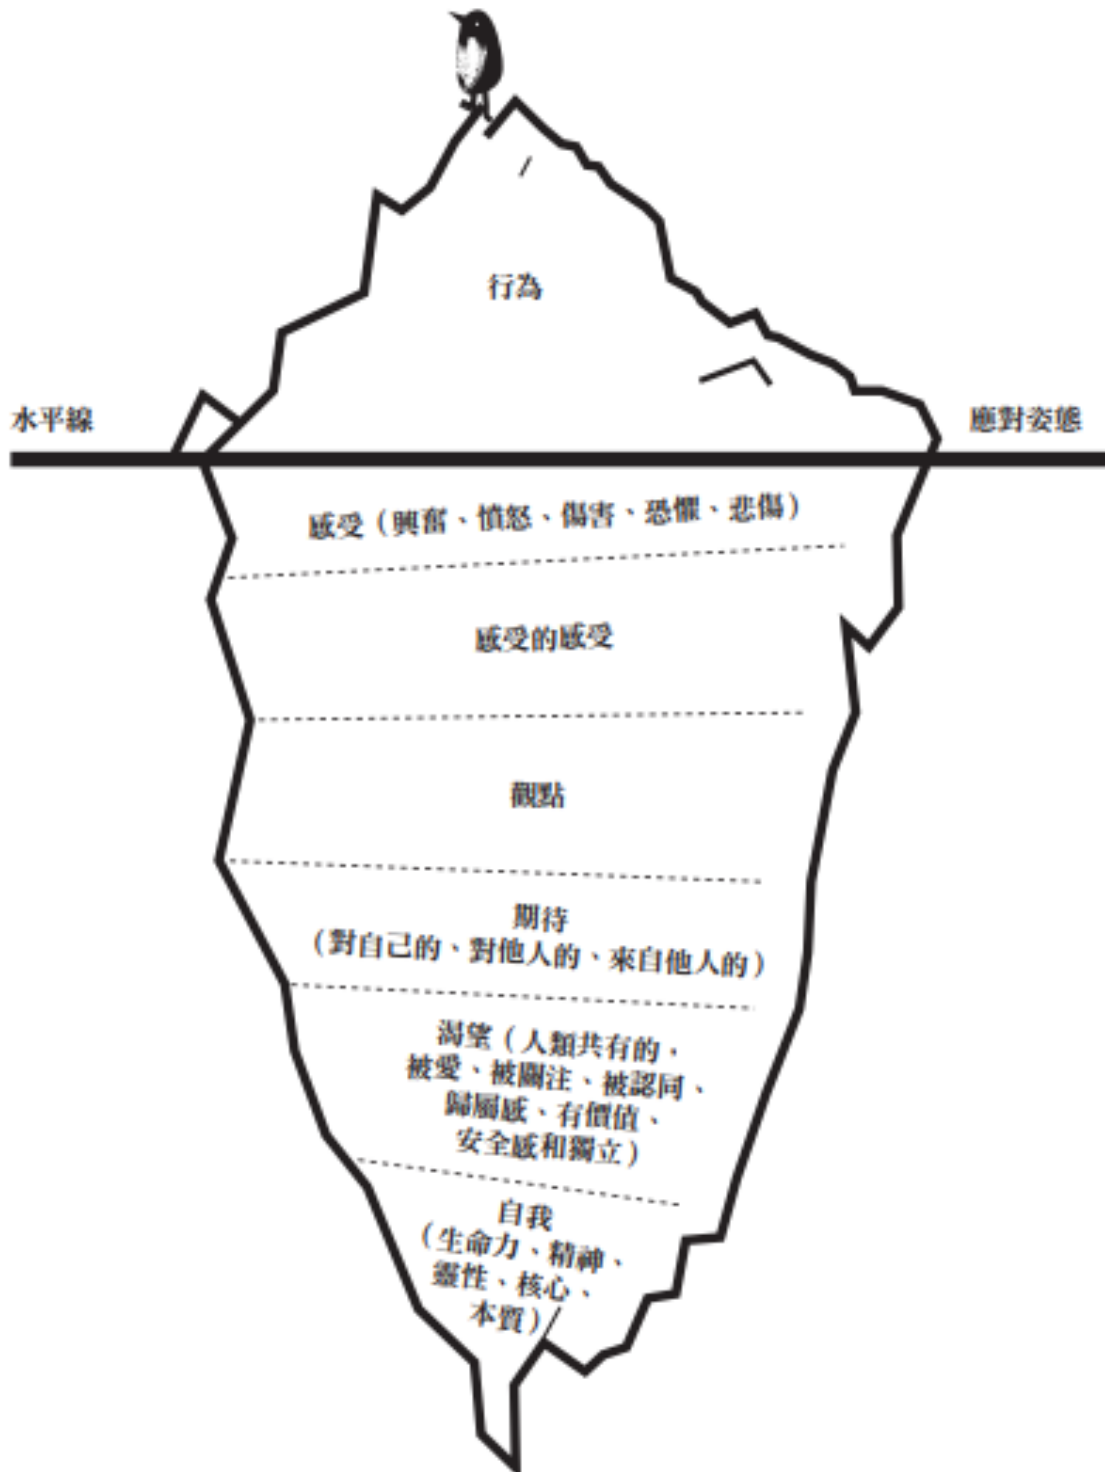 行為
水平線
應對姿態
感受（興奮、憤怒、傷害、恐懼、悲傷）
感受的感受
觀點
期待
（對自己的、對他人的、來自他人的）
渴望（人類共有的，
被愛、被關注、被認同、
歸屬感、有價值、
安全感和獨立）
自我
（生命力、精神、
靈性、核心、
本質）